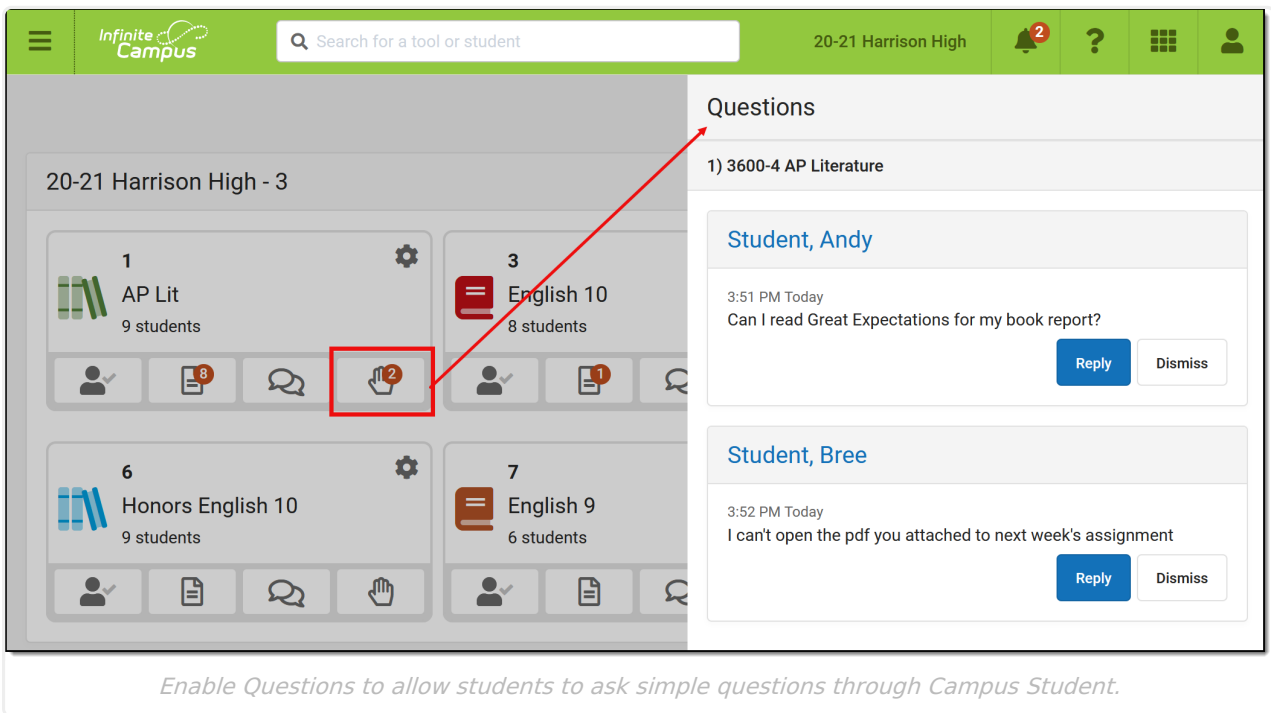 Infinite Campus
Search for a tool or student
20-21 Harrison High
2
?
Questions
1) 3600-4 AP Literature
20-21 Harrison High - 3
1
AP Lit
9 students
8
2
3
English 10
8 students
1
6
Honors English 10
9 students
7
English 9
6 students
Student, Andy
3:51 PM Today
Can I read Great Expectations for my book report?
Reply
Dismiss
Student, Bree
3:52 PM Today
I can't open the pdf you attached to next week's assignment
Reply
Dismiss
Enable Questions to allow students to ask simple questions through Campus Student.